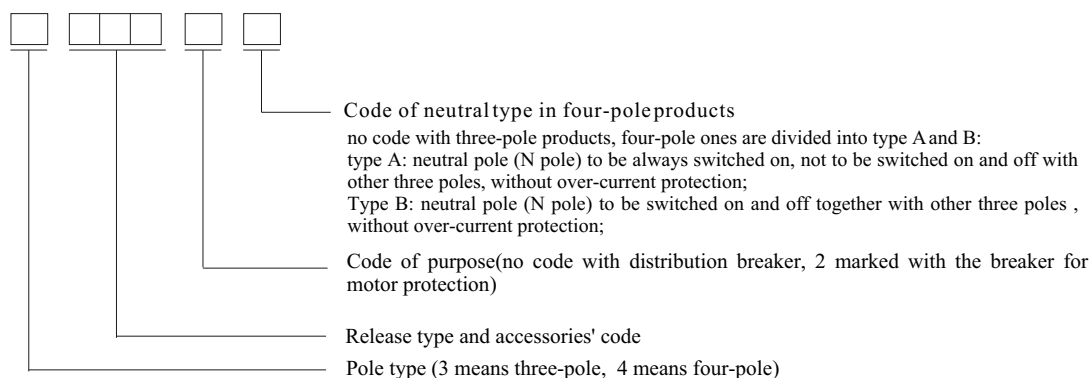 Code of neutral type in four-pole products
no code with three-pole products, four-pole ones are divided into type A and B:
type A: neutral pole (N pole) to be always switched on, not to be switched on and off with
other three poles, without over-current protection;
Type B: neutral pole (N pole) to be switched on and off together with other three poles ,
without over-current protection;
Code of purpose(no code with distribution breaker, 2 marked with the breaker for
motor protection)
Release type and accessories' code
Pole type (3 means three-pole, 4 means four-pole)